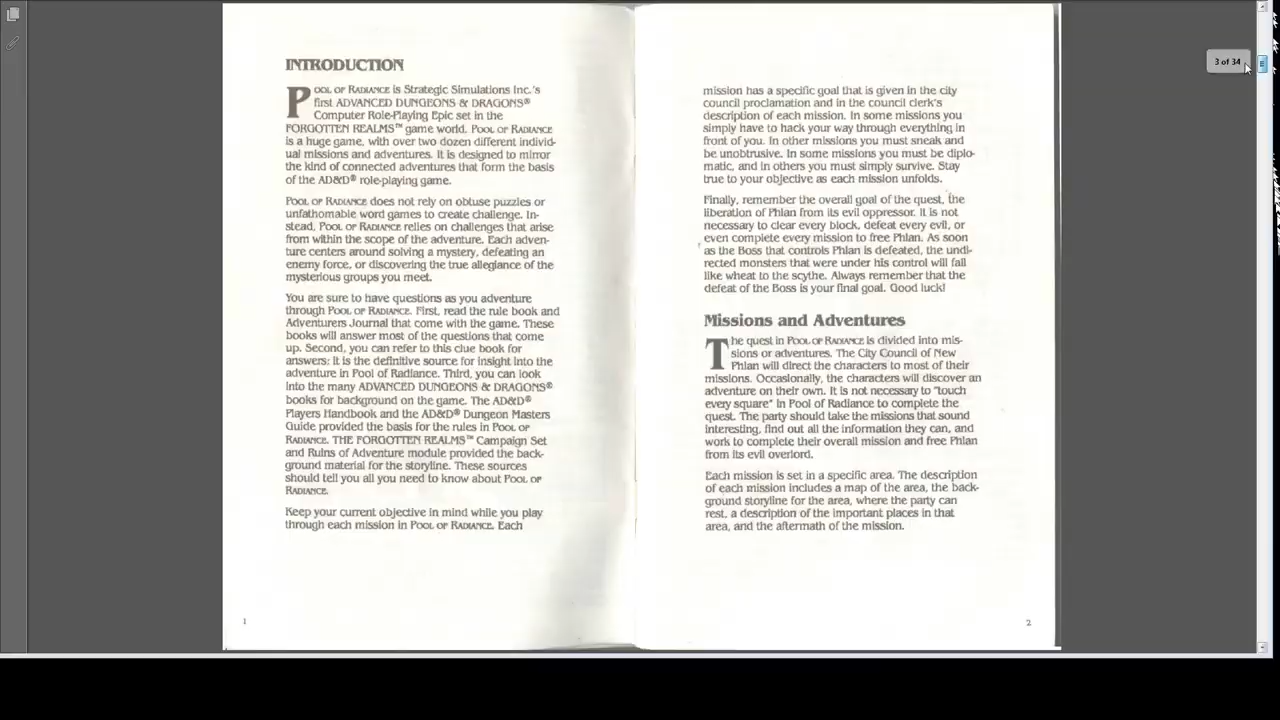 3 of 34
INTRODUCTION
POOL OF RADIANCE is Strategic Simulations Inc.'s
first ADVANCED DUNGEONS & DRAGONS®
Computer Role-Playing Epic set in the
FORGOTTEN REALMS™ game world. POOL OF RADIANCE
is a huge game, with over two dozen different individ-
ual missions and adventures. It is designed to mirror
the kind of connected adventures that form the basis
of the AD&D® role-playing game.
POOL OF RADIANCE does not rely on obtuse puzzles or
unfathomable word games to create challenge. In-
stead, POOL OF RADIANCE relies on challenges that arise
from within the scope of the adventure. Each adven-
ture centers around solving a mystery, defeating an
enemy force, or discovering the true allegiance of the
mysterious groups you meet.
You are sure to have questions as you adventure
through POOL OF RADIANCE. First, read the rule book and
Adventurers Journal that come with the game. These
books will answer most of the questions that come
up. Second, you can refer to this clue book for
answers; It is the definitive source for insight into the
adventure in Pool of Radiance. Third, you can look
into the many ADVANCED DUNGEONS & DRAGONS®
books for background on the game. The AD&D®
Players Handbook and the AD&D® Dungeon Masters
Guide provided the basis for the rules in POOL OF
RADIANCE. THE FORGOTTEN REALMS™ Campaign Set
and Ruins of Adventure module provided the back-
ground material for the storyline. These sources
should tell you all you need to know about POOL OF
RADIANCE.
Keep your current objective in mind while you play
through each mission in POOL OF RADIANCE. Each
1
mission has a specific goal that is given in the city
council proclamation and in the council clerk's
description of each mission. In some missions you
simply have to hack your way through everything in
front of you. In other missions you must sneak and
be unobtrusive. In some missions you must be diplo-
matic, and in others you must simply survive. Stay
true to your objective as each mission unfolds.
Finally, remember the overall goal of the quest, the
liberation of Phlan from its evil oppressor. It is not
necessary to clear every block, defeat every evil, or
even complete every mission to free Phlan. As soon
as the Boss that controls Phlan is defeated, the undi-
rected monsters that were under his control will fall
like wheat to the scythe. Always remember that the
defeat of the Boss is your final goal. Good luck!
Missions and Adventures
The quest in POOL OF RADIANCE is divided into mis-
sions or adventures. The City Council of New
Phlan will direct the characters to most of their
missions. Occasionally, the characters will discover an
adventure on their own. It is not necessary to "touch
every square" in Pool of Radiance to complete the
quest. The party should take the missions that sound
interesting, find out all the information they can, and
work to complete their overall mission and free Phlan
from its evil overlord.
Each mission is set in a specific area. The description
of each mission includes a map of the area, the back-
ground storyline for the area, where the party can
rest, a description of the important places in that
area, and the aftermath of the mission.
2